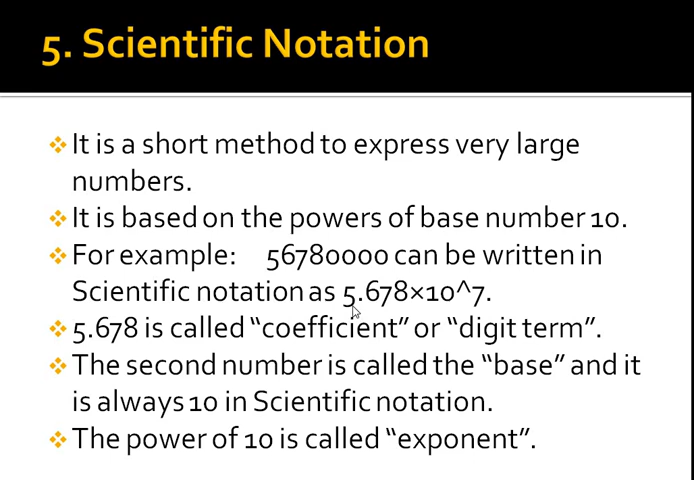 5. Scientific Notation
It is a short method to express very large
numbers.
It is based on the powers of base number 10.
For example: 56780000 can be written in
Scientific notation as 5.678×10^7.
5.678 is called “coefficient” or “digit term”.
The second number is called the “base” and it
is always 10 in Scientific notation.
The power of 10 is called “exponent”.